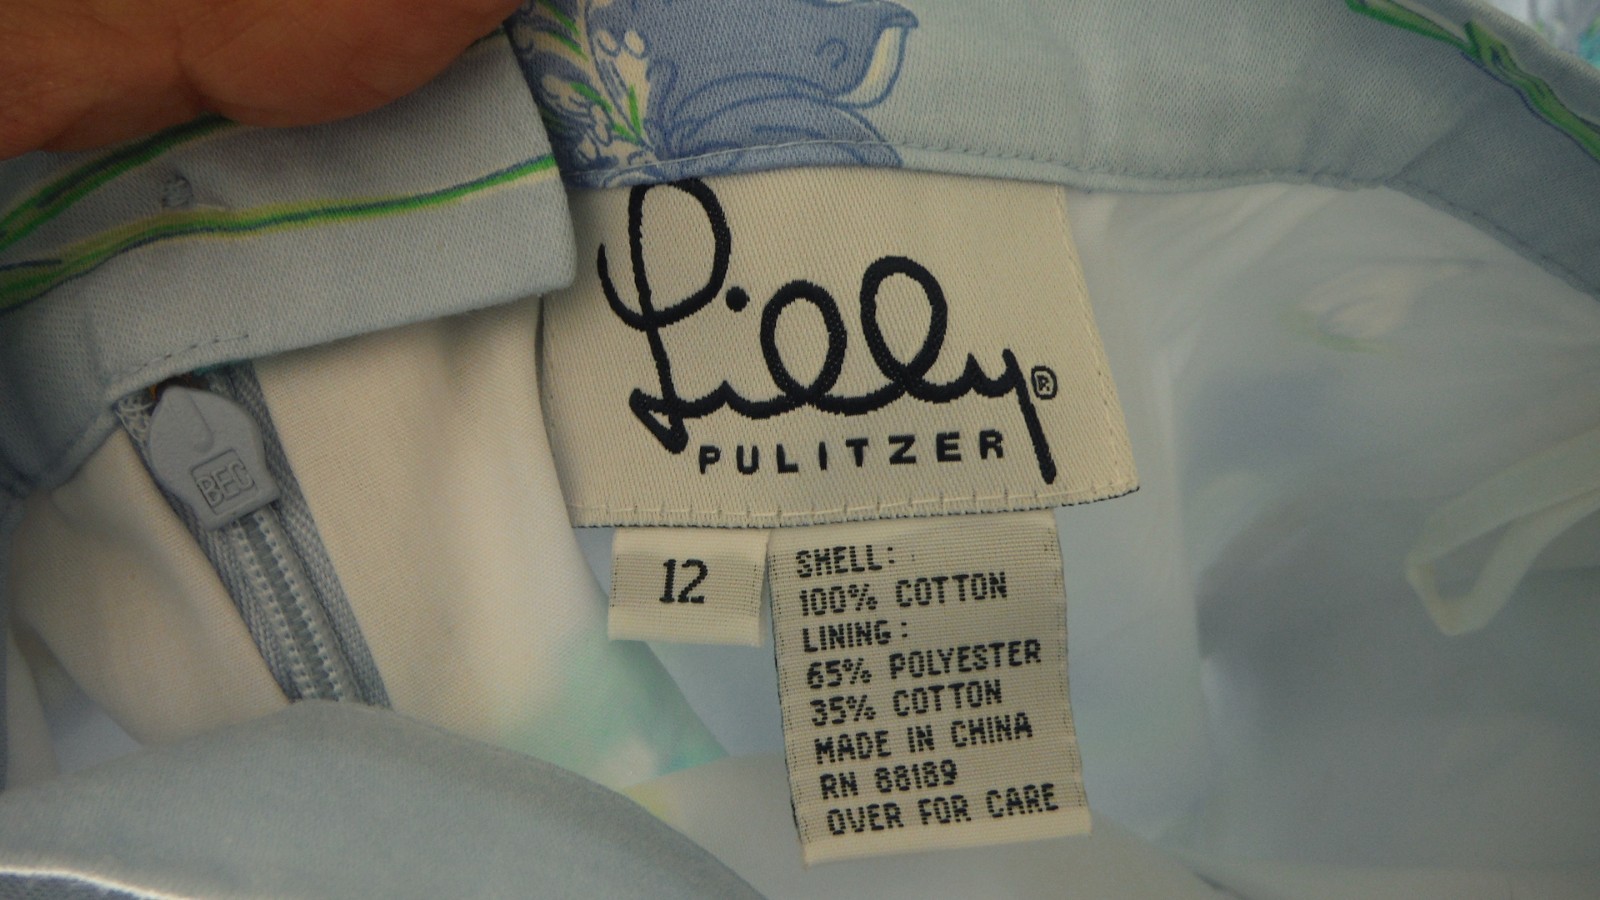 Lilly®
PULITZER
BEC
12
SHELL:
100% COTTON
LINING:
65% POLYESTER
35% COTTON
MADE IN CHINA
RN 88189
OVER FOR CARE